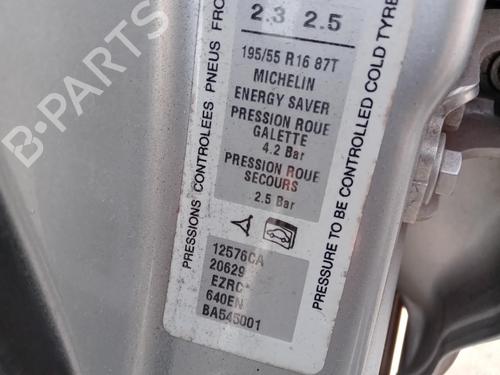 2.3 2.5
195/55 R16 87T
MICHELIN
ENERGY SAVER
PRESSION ROUE
GALETTE
4.2 Bar
PRESSION ROUE
SECOURS
2.5 Bar
12576CA
20629
EZRC
640EN
BA545001
PRESSIONS CONTROLEES PNEUS FRO
PRESSURE TO BE CONTROLLED COLD TYRE
B-PARTS